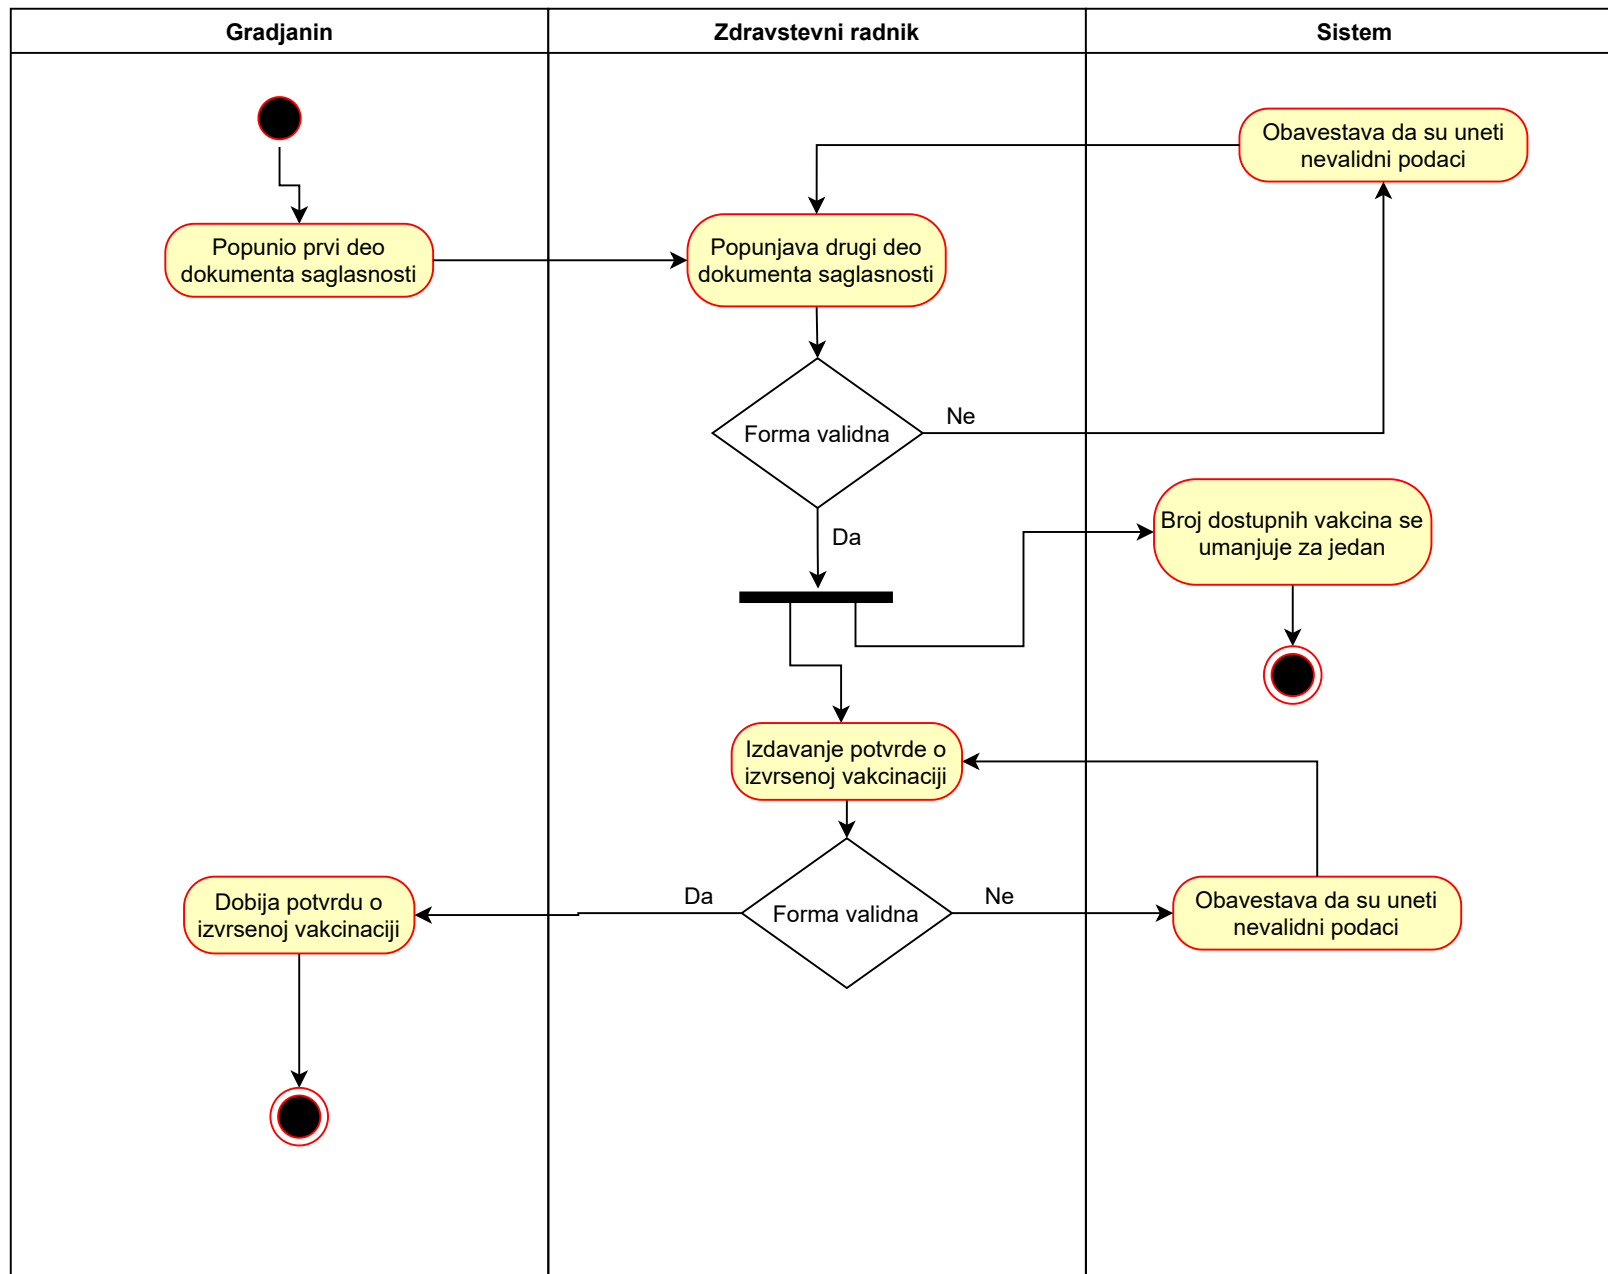 Gradjanin
Zdravstevni radnik
Sistem
Obavestava da su uneti
nevalidni podaci
Popunio prvi deo
dokumenta saglasnosti
Popunjava drugi deo
dokumenta saglasnosti
Forma validna
Ne
Da
Broj dostupnih vakcina se
umanjuje za jedan
Izdavanje potvrde o
izvrsenoj vakcinaciji
Dobija potvrdu o
izvrsenoj vakcinaciji
Da
Forma validna
Ne
Obavestava da su uneti
nevalidni podaci